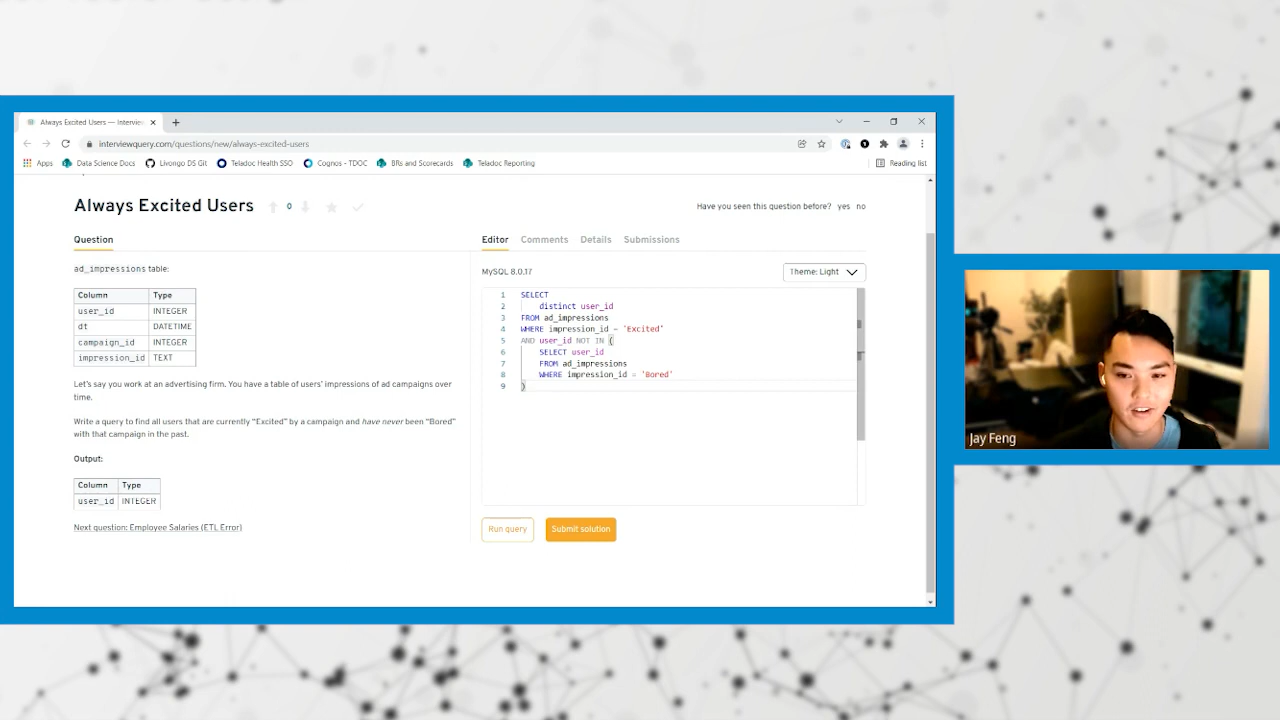 Always Excited Users — Interview
interviewquery.com/questions/new/always-excited-users
Apps Data Science Docs Livongo DS Git Teladoc Health SSO Cognos - TDOC BRs and Scorecards Teladoc Reporting Reading list
Always Excited Users 0
Have you seen this question before? yes no
Question
Editor Comments Details Submissions
ad_impressions table:
MySQL 8.0.17
Theme: Light
Column Type
user_id INTEGER
dt DATETIME
campaign_id INTEGER
impression_id TEXT
Let's say you work at an advertising firm. You have a table of users' impressions of ad campaigns over
time.
Write a query to find all users that are currently “Excited” by a campaign and have never been “Bored”
with that campaign in the past.
Output:
Column Type
user_id INTEGER
Next question: Employee Salaries (ETL Error)
1 SELECT
2 distinct user_id
3 FROM ad_impressions
4 WHERE impression_id = 'Excited'
5 AND user_id NOT IN (
6 SELECT user_id
7 FROM ad_impressions
8 WHERE impression_id = 'Bored'
9 )
Run query Submit solution
Jay Feng